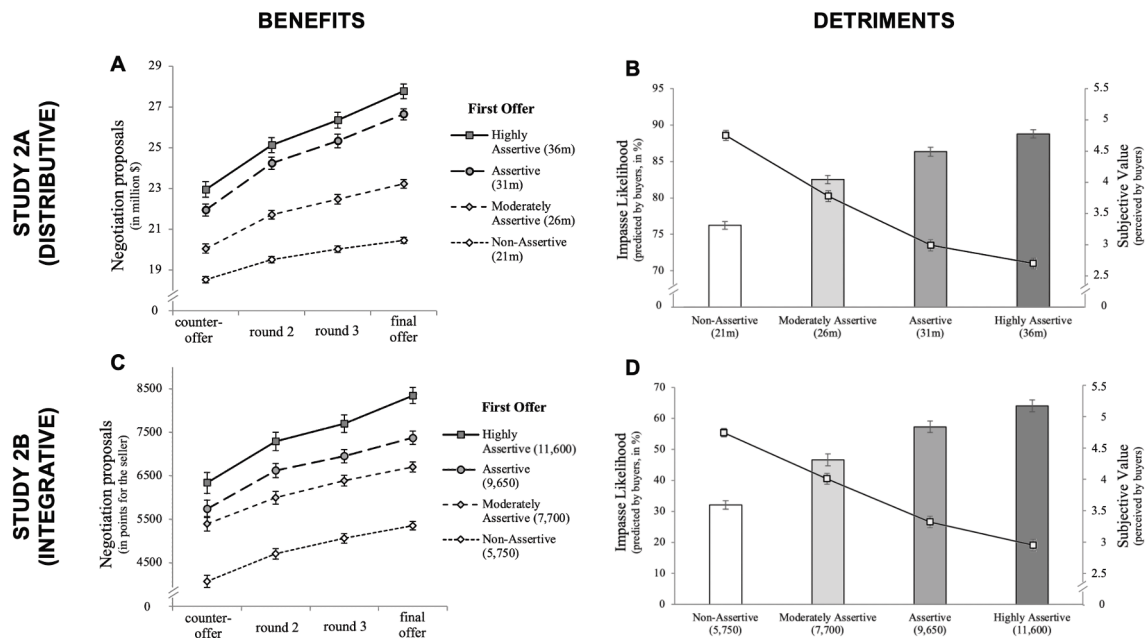 BENEFITS
DETRIMENTS
STUDY 2A
(DISTRIBUTIVE)
A
Negotiation proposals
(in million $)
29
27
25
23
21
19
0
counter-
offer
round 2
round 3
final
offer
First Offer
Highly
Assertive (36m)
Assertive
(31m)
Moderately
Assertive (26m)
Non-Assertive
(21m)
B
Impasse Likelihood
(predicted by buyers, in %)
95
90
85
80
75
70
0
Non-Assertive
(21m)
Moderately Assertive
(26m)
Assertive
(31m)
Highly Assertive
(36m)
5.5
5
4.5
4
3.5
3
2.5
0
Subjective Value
(perceived by buyers)
STUDY 2B
(INTEGRATIVE)
C
Negotiation proposals
(in points for the seller)
8500
7500
6500
5500
4500
0
counter-
offer
round 2
round 3
final
offer
First Offer
Highly
Assertive (11,600)
Assertive
(9,650)
Moderately
Assertive (7,700)
Non-Assertive
(5,750)
D
Impasse Likelihood
(predicted by buyers, in %)
70
60
50
40
30
20
10
0
Non-Assertive
(5,750)
Moderately Assertive
(7,700)
Assertive
(9,650)
Highly Assertive
(11,600)
5.5
5
4.5
4
3.5
3
2.5
0
Subjective Value
(perceived by buyers)